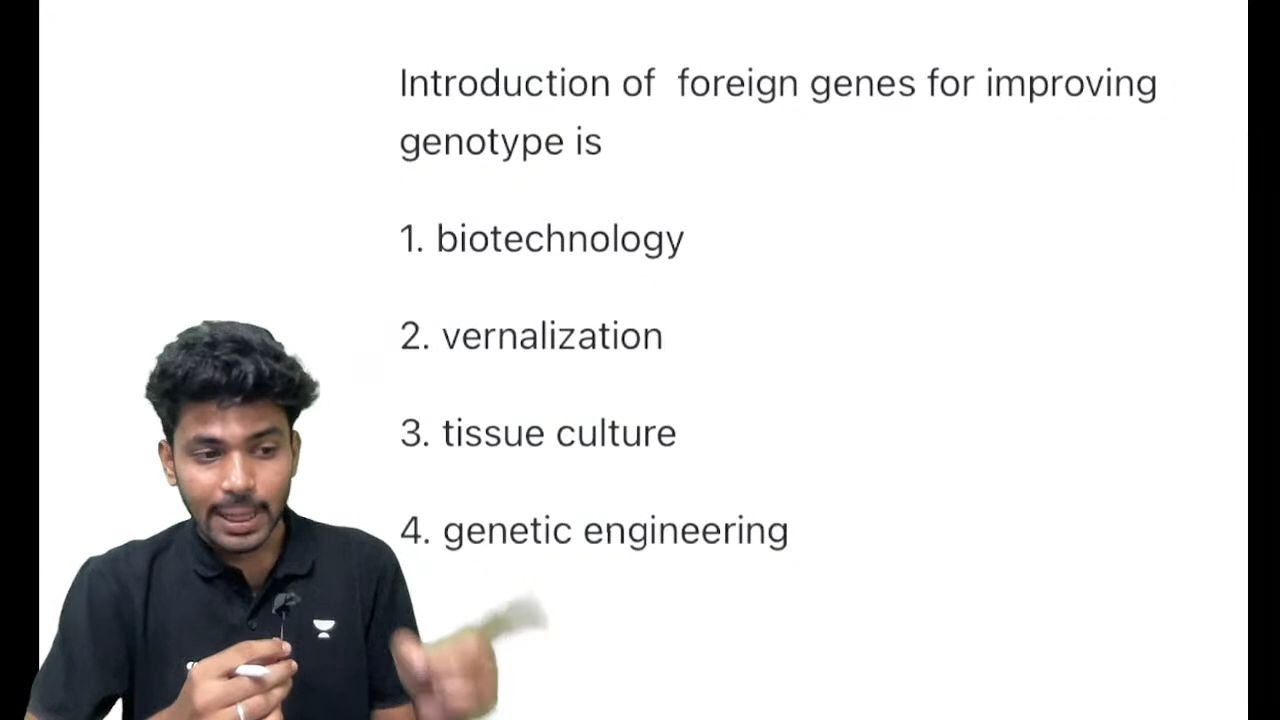 Introduction of  foreign genes for improving
genotype is
1. biotechnology
2. vernalization
3. tissue culture
4. genetic engineering